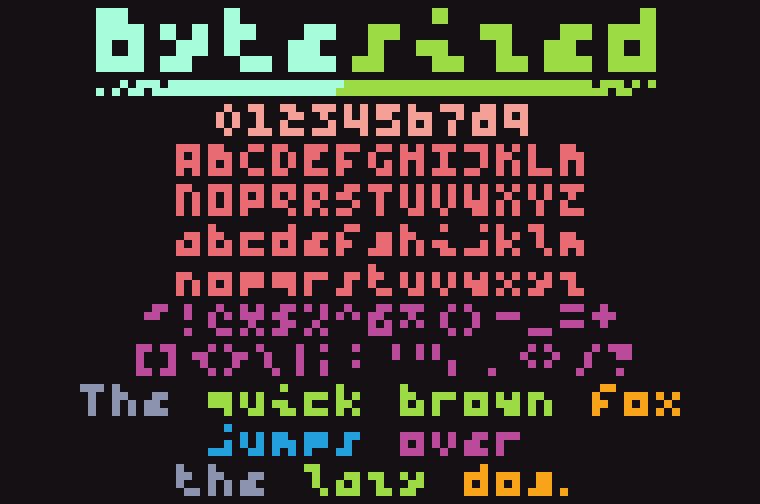 bytesized
0123456789
ABCDEFGHIJKLM
NOPQRSTUVWXYZ
abcdefghijklm
nopqrstuvwxyz
~!@#$%^&*()-_=+
[]{}\|;: '", . <> /?
The quick brown fox
jumps over
the lazy dog.